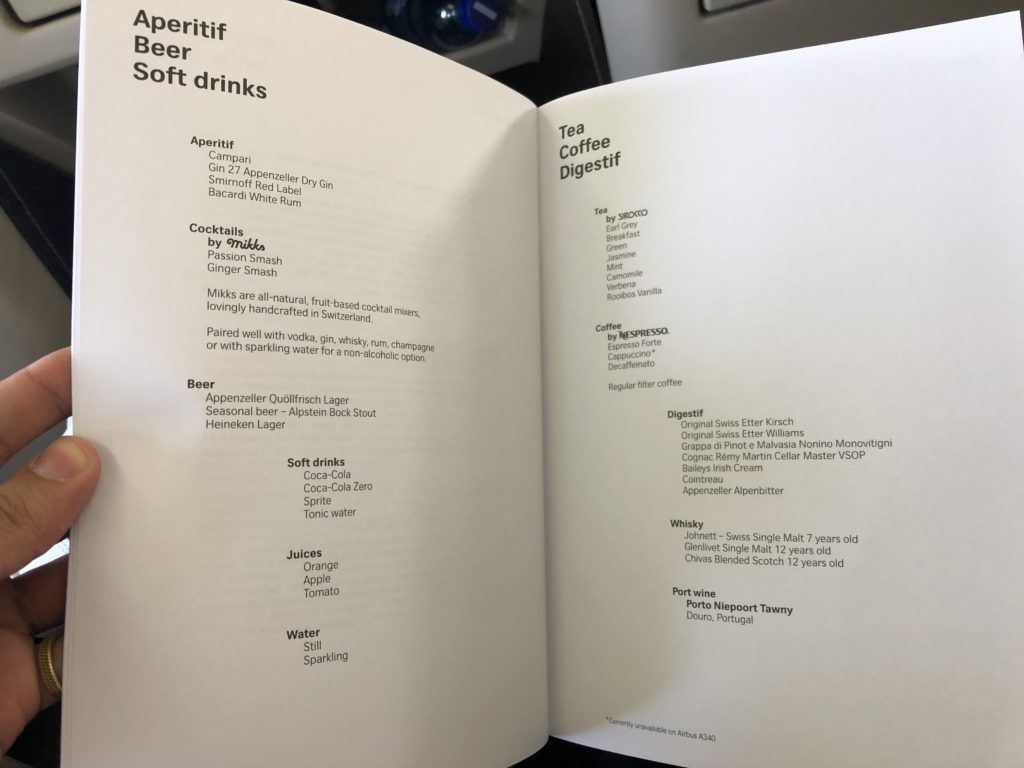 Aperitif
Beer
Soft drinks
Aperitif
Campari
Gin 27 Appenzeller Dry Gin
Smirnoff Red Label
Bacardi White Rum
Cocktails
by mikks
Passion Smash
Ginger Smash
Mikks are all-natural, fruit-based cocktail mixers,
lovingly handcrafted in Switzerland.
Paired well with vodka, gin, whisky, rum, champagne
or with sparkling water for a non-alcoholic option.
Beer
Appenzeller Quöllfrisch Lager
Seasonal beer – Alpstein Bock Stout
Heineken Lager
Soft drinks
Coca-Cola
Coca-Cola Zero
Sprite
Tonic water
Juices
Orange
Apple
Tomato
Water
Still
Sparkling
Tea
Coffee
Digestif
Tea
by SIROCCO
Earl Grey
Breakfast
Green
Jasmine
Mint
Camomile
Verbena
Rooibos Vanilla
Coffee
by NESPRESSO.
Espresso Forte
Cappuccino*
Decaffeinato
Regular filter coffee
Digestif
Original Swiss Etter Kirsch
Original Swiss Etter Williams
Grappa di Pinot e Malvasia Nonino Monovitigni
Cognac Rémy Martin Cellar Master VSOP
Baileys Irish Cream
Cointreau
Appenzeller Alpenbitter
Whisky
Johnett – Swiss Single Malt 7 years old
Glenlivet Single Malt 12 years old
Chivas Blended Scotch 12 years old
Port wine
Porto Niepoort Tawny
Douro, Portugal
*Currently unavailable on Airbus A340